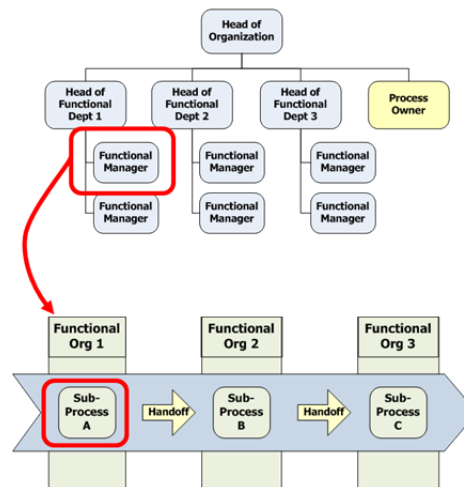 Head of
Organization
Head of
Functional
Dept 1
Head of
Functional
Dept 2
Head of
Functional
Dept 3
Process
Owner
Functional
Manager
Functional
Manager
Functional
Manager
Functional
Manager
Functional
Manager
Functional
Manager
Functional
Org 1
Functional
Org 2
Functional
Org 3
Sub-
Process
A
Handoff
Sub-
Process
B
Handoff
Sub-
Process
C